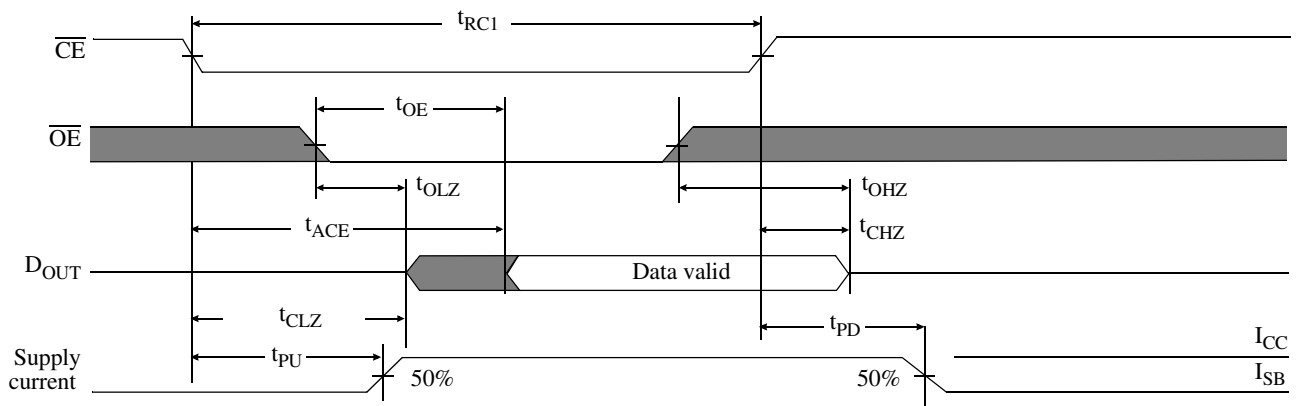 tRC1
CE
tOE
OE
tOLZ
tOHZ
tACE
tCHZ
DOUT
Data valid
tCLZ
tPD
tPU
ICC
Supply
current
50%
50%
ISB